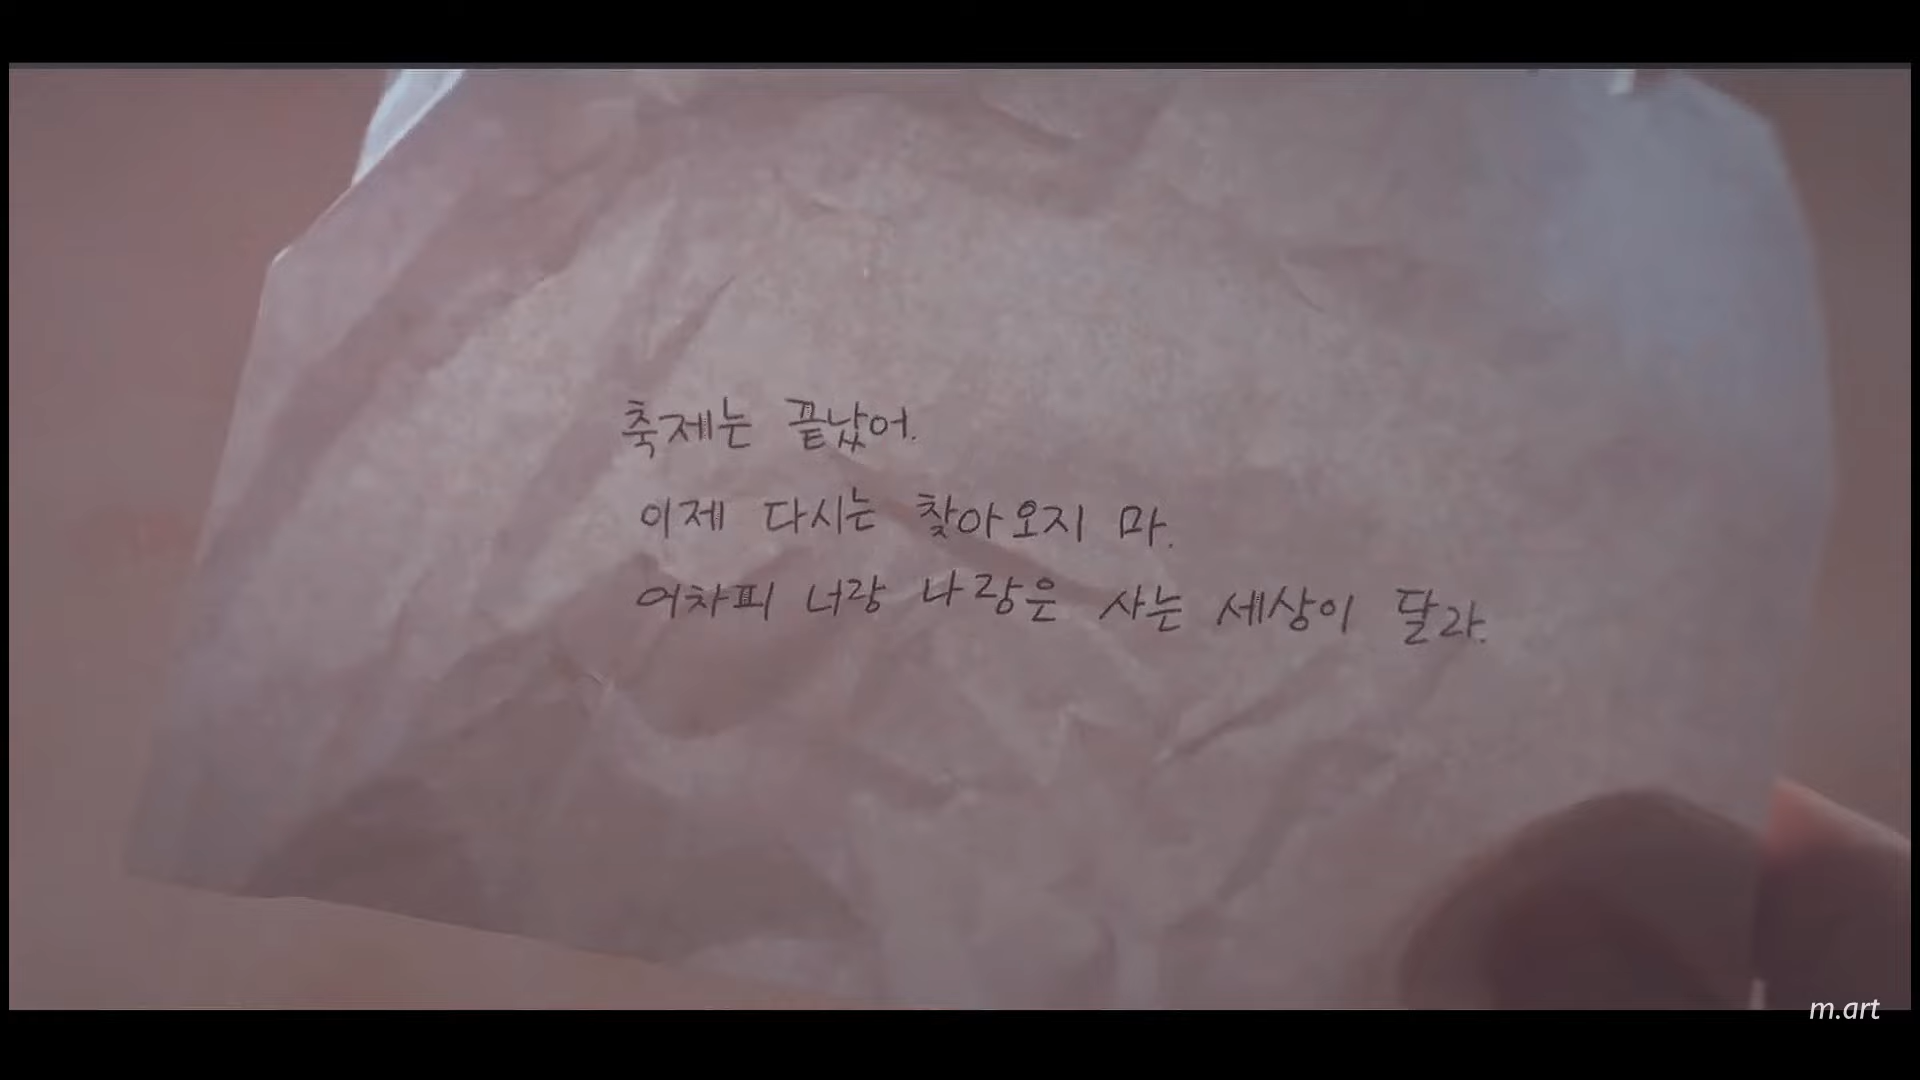 축제는 끝났어.
이제 다시는 찾아오지 마.
어차피 너랑 나랑은 사는 세상이 달라.
m.art